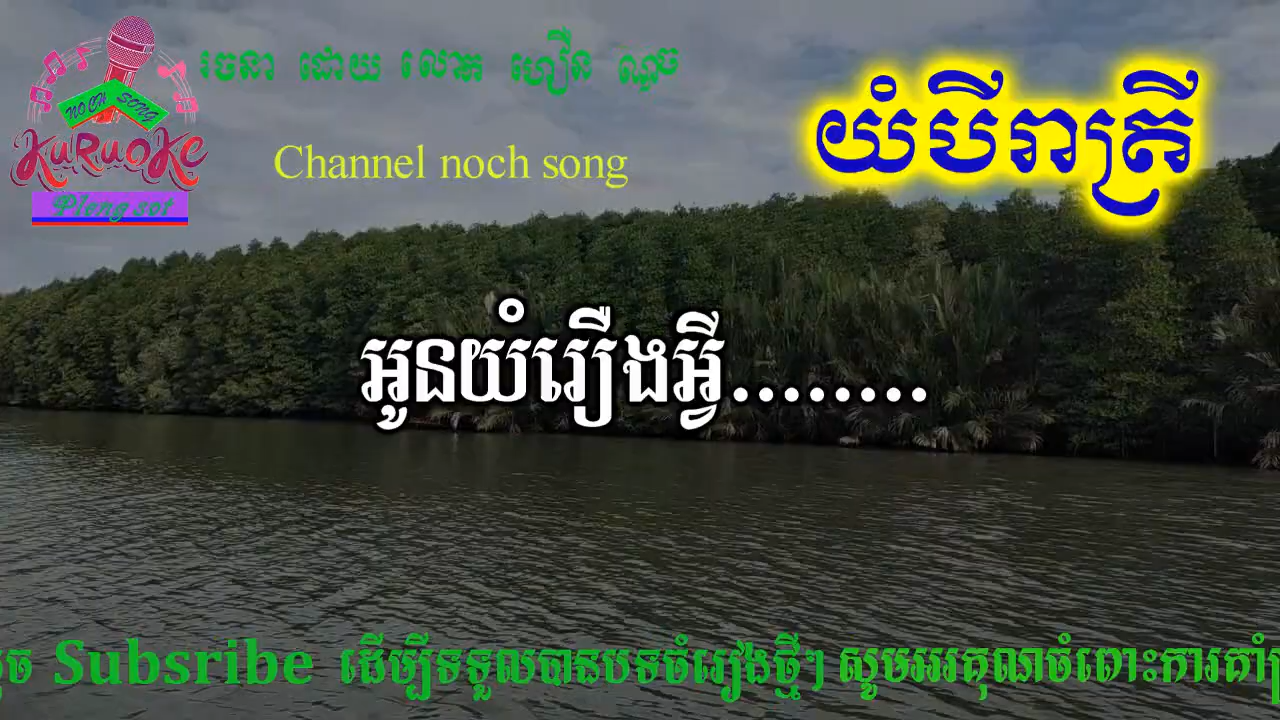 រចនា ដោយ លោក ហឿន ណូច
យំបីរាត្រី
NOCH SONG
KaRaoKe
Channel noch song
Pleng sot
អូនយំរឿងអ្វី........
Subsribe ដើម្បីទទួលបានបទចំរៀងថ្មីៗ សូមអរគុណចំពោះការគាំ